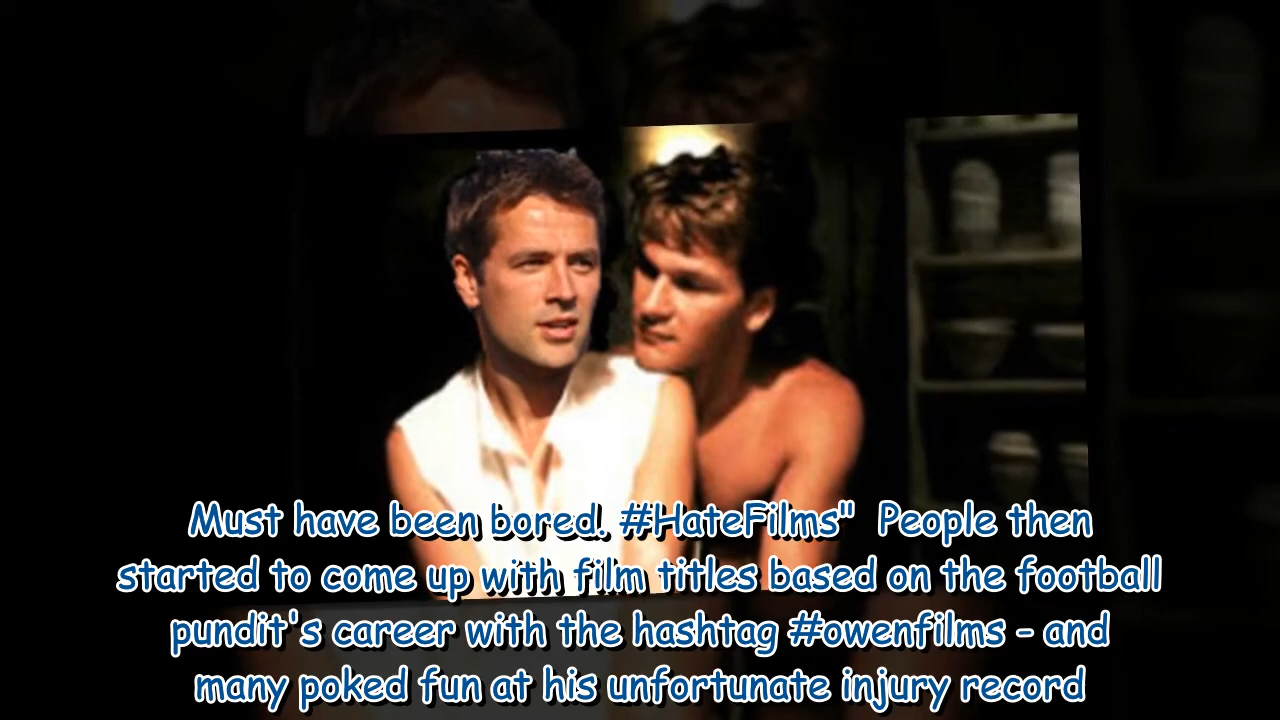 Must have been bored. #HateFilms"  People then
started to come up with film titles based on the football
pundit's career with the hashtag #owenfilms - and
many poked fun at his unfortunate injury record